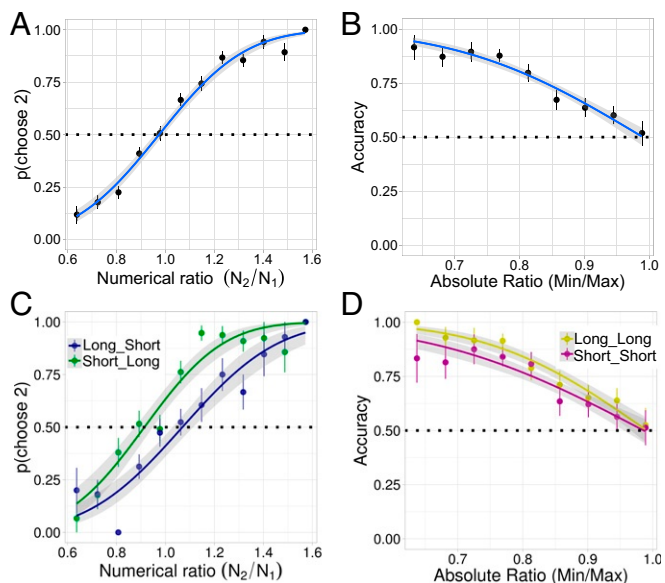 A
p(choose 2)
1.00
0.75
0.50
0.25
0.00
0.6 0.8 1.0 1.2 1.4 1.6
Numerical ratio (N2/N1)
B
Accuracy
1.00
0.75
0.50
0.25
0.00
0.7 0.8 0.9 1.0
Absolute Ratio (Min/Max)
C
p(choose 2)
1.00
0.75
0.50
0.25
0.00
Long_Short
Short_Long
0.6 0.8 1.0 1.2 1.4 1.6
Numerical ratio (N2/N1)
D
Accuracy
1.00
0.75
0.50
0.25
0.00
Long_Long
Short_Short
0.7 0.8 0.9 1.0
Absolute Ratio (Min/Max)